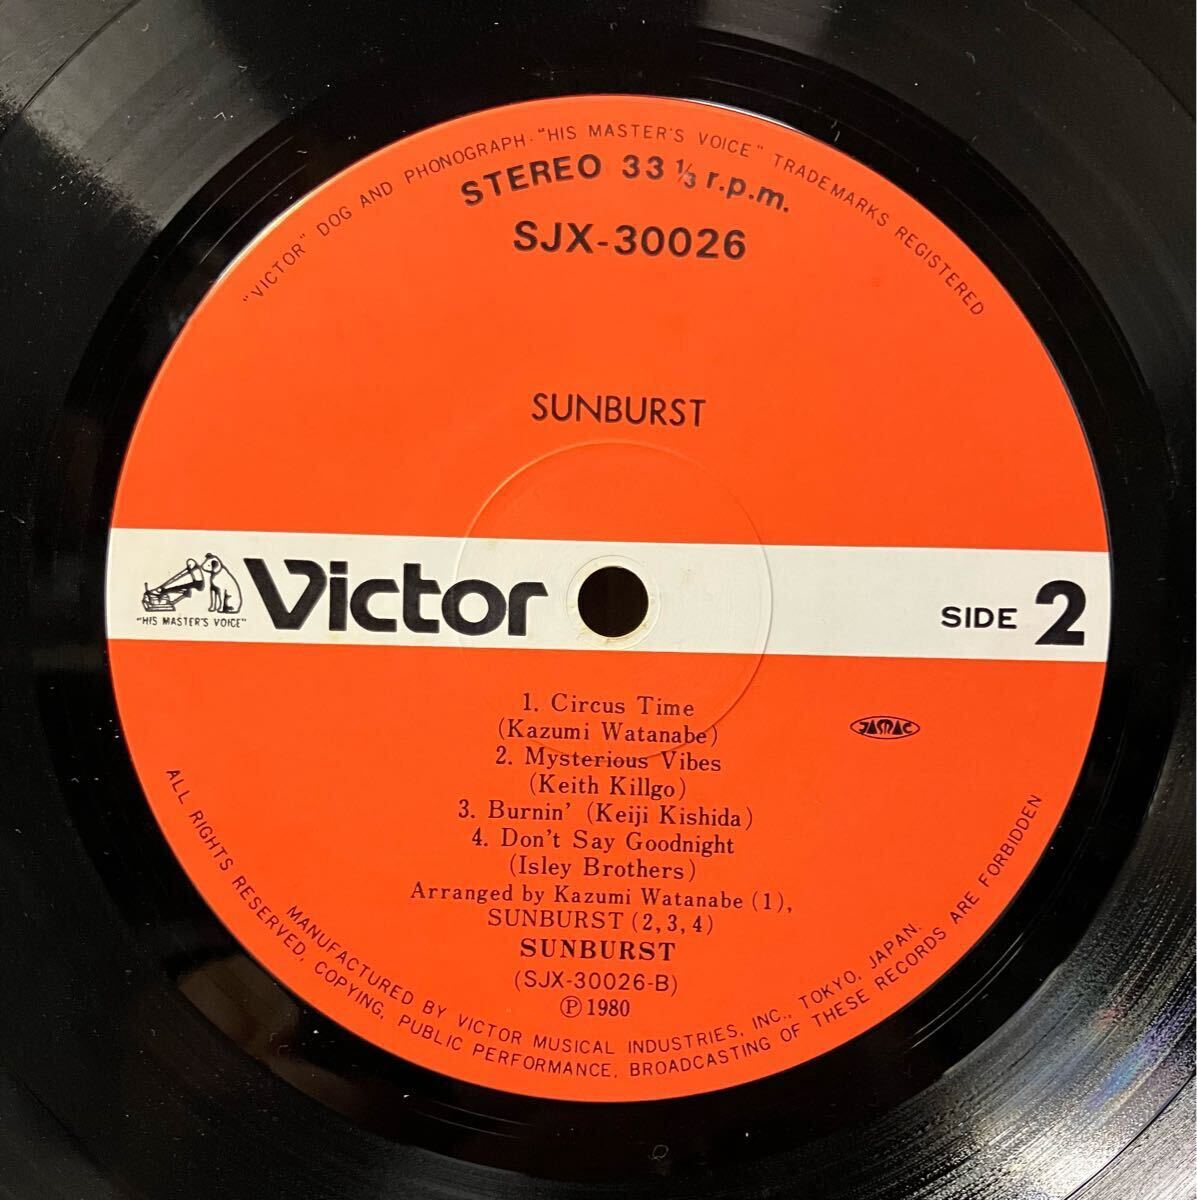 "VICTOR" DOG AND PHONOGRAPH · "HIS MASTER'S VOICE" TRADEMARKS REGISTERED
STEREO 33 ⅓ r.p.m.
SJX-30026
SUNBURST
"HIS MASTER'S VOICE"
Victor
SIDE 2
1. Circus Time
(Kazumi Watanabe)
2. Mysterious Vibes
(Keith Killgo)
3. Burnin' (Keiji Kishida)
4. Don't Say Goodnight
(Isley Brothers)
JASRAC
Arranged by Kazumi Watanabe (1),
SUNBURST (2,3,4)
SUNBURST
(SJX-30026-B)
Ⓟ 1980
MANUFACTURED BY VICTOR MUSICAL INDUSTRIES, INC., TOKYO, JAPAN.
ALL RIGHTS RESERVED, COPYING, PUBLIC PERFORMANCE, BROADCASTING OF THESE RECORDS ARE FORBIDDEN